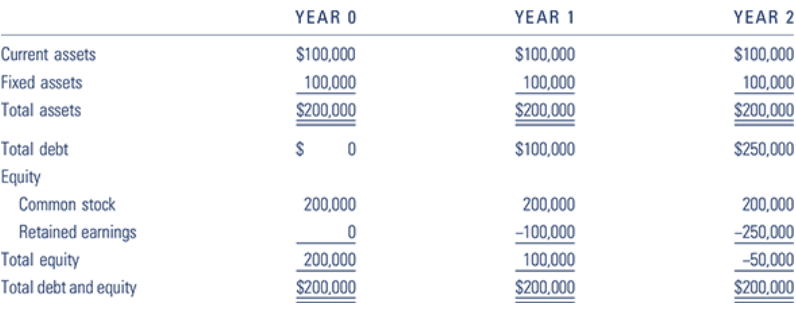 YEAR 0 YEAR 1 YEAR 2
Current assets $100,000 $100,000 $100,000
Fixed assets 100,000 100,000 100,000
Total assets $200,000 $200,000 $200,000
Total debt $ 0 $100,000 $250,000
Equity
Common stock 200,000 200,000 200,000
Retained earnings 0 –100,000 –250,000
Total equity 200,000 100,000 –50,000
Total debt and equity $200,000 $200,000 $200,000